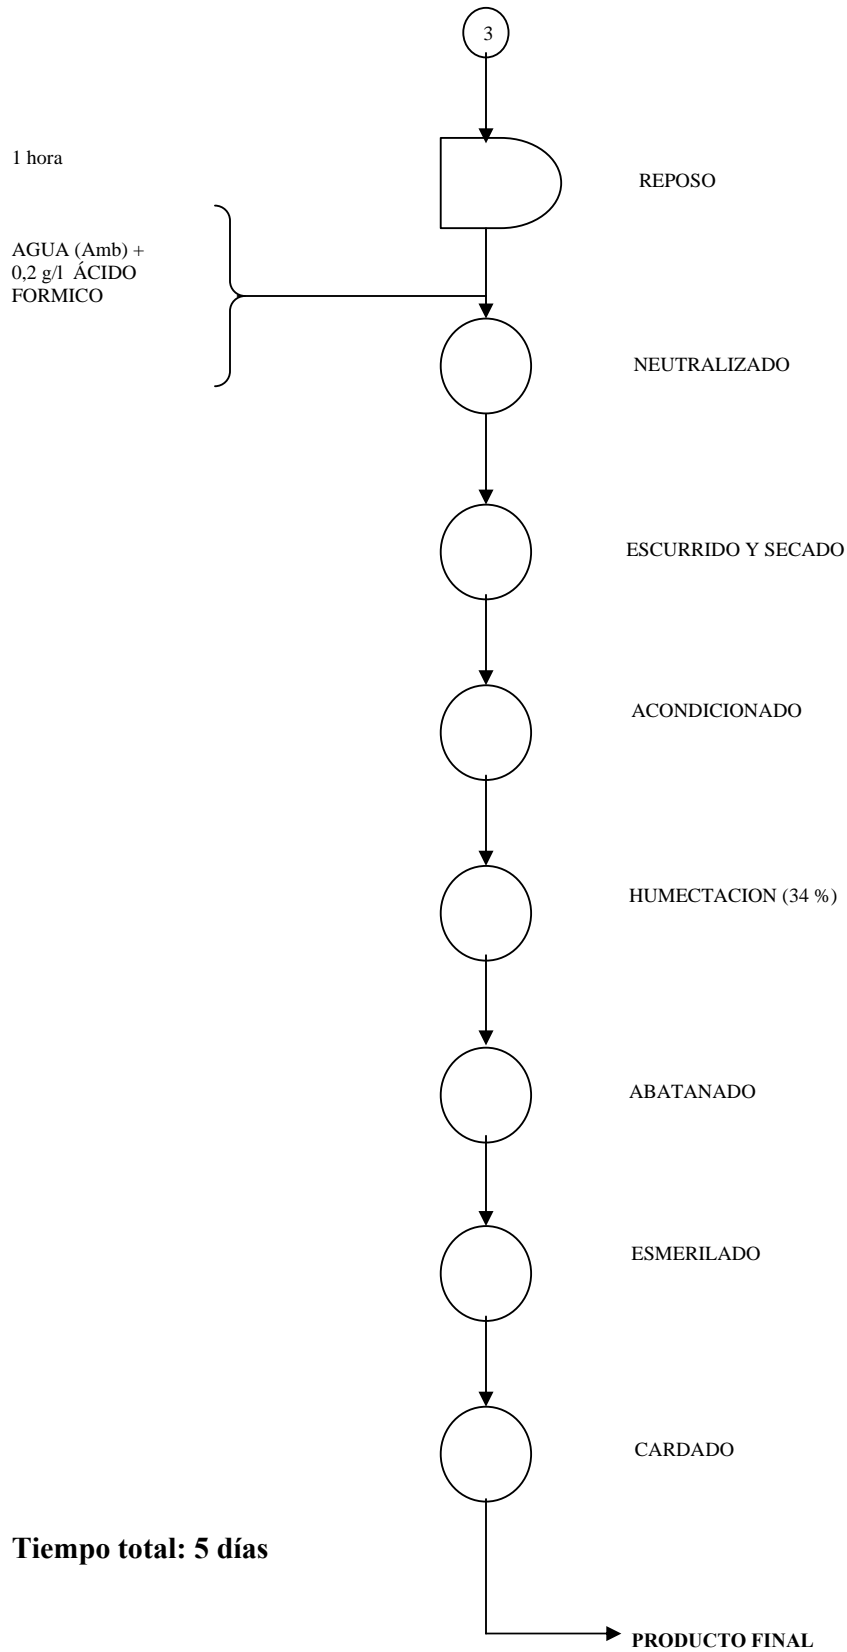 3
1 hora
REPOSO
AGUA (Amb) +
0,2 g/l ÁCIDO
FORMICO
NEUTRALIZADO
ESCURRIDO Y SECADO
ACONDICIONADO
HUMECTACION (34 %)
ABATANADO
ESMERILADO
CARDADO
Tiempo total: 5 días
PRODUCTO FINAL